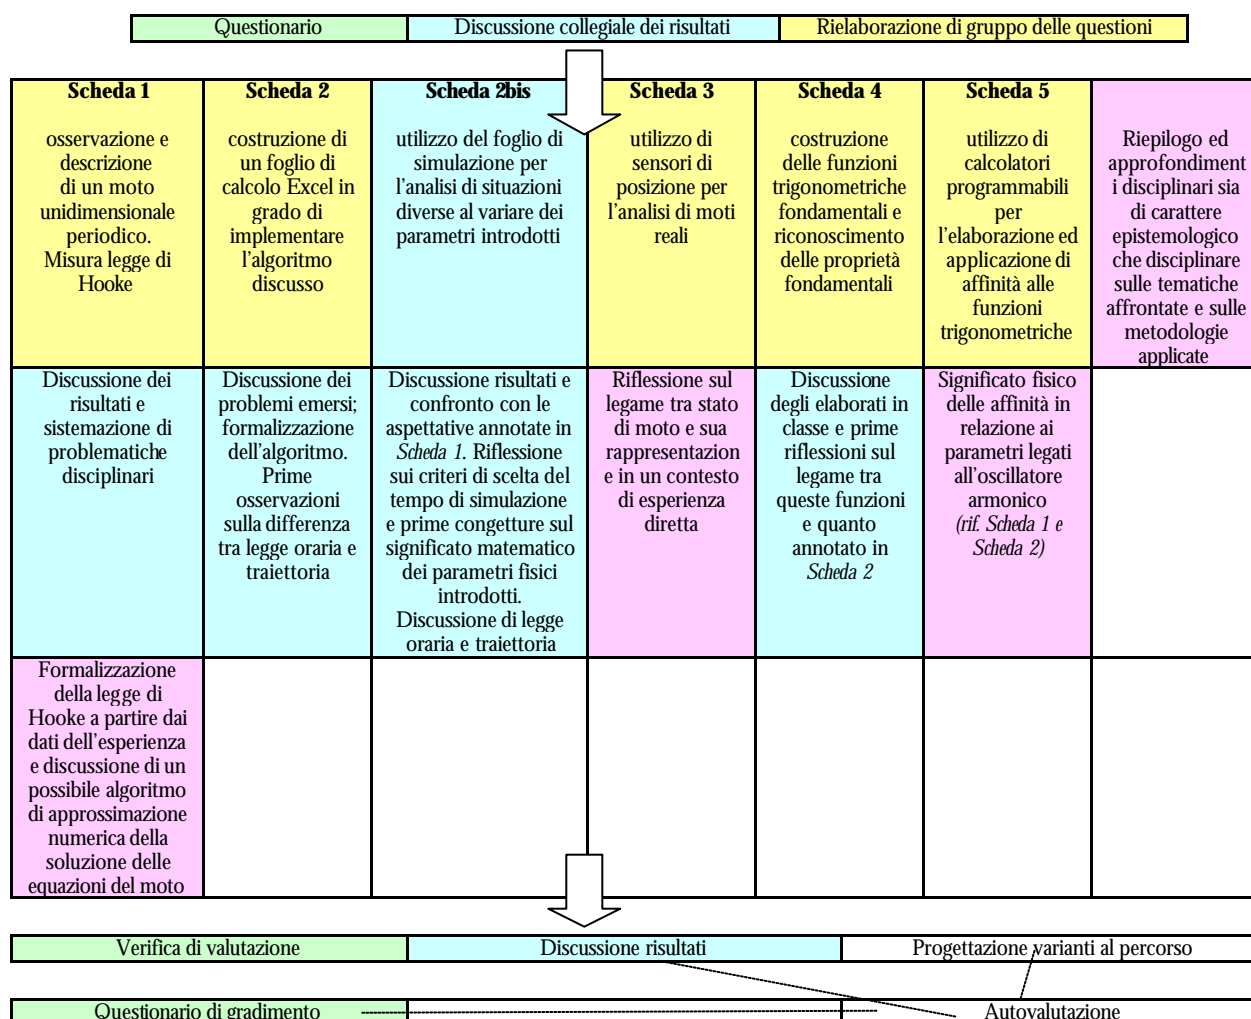 Questionario
Discussione collegiale dei risultati
Rielaborazione di gruppo delle questioni
Scheda 1
osservazione e
descrizione
di un moto
unidimensionale
periodico.
Misura legge di
Hooke
Scheda 2
costruzione di
un foglio di
calcolo Excel in
grado di
implementare
l'algoritmo
discusso
Scheda 2bis
utilizzo del foglio di
simulazione per
l'analisi di situazioni
diverse al variare dei
parametri introdotti
Scheda 3
utilizzo di
sensori di
posizione per
l'analisi di moti
reali
Scheda 4
costruzione
delle funzioni
trigonometriche
fondamentali e
riconoscimento
delle proprietà
fondamentali
Scheda 5
utilizzo di
calcolatori
programmabili
per
l'elaborazione ed
applicazione di
affinità alle
funzioni
trigonometriche
Riepilogo ed
approfondiment
i disciplinari sia
di carattere
epistemologico
che disciplinare
sulle tematiche
affrontate e sulle
metodologie
applicate
Discussione dei
risultati e
sistemazione di
problematiche
disciplinari
Discussione dei
problemi emersi;
formalizzazione
dell'algoritmo.
Prime
osservazioni
sulla differenza
tra legge oraria e
traiettoria
Discussione risultati e
confronto con le
aspettative annotate in
Scheda 1. Riflessione
sui criteri di scelta del
tempo di simulazione
e prime congetture sul
significato matematico
dei parametri fisici
introdotti.
Discussione di legge
oraria e traiettoria
Riflessione sul
legame tra stato
di moto e sua
rappresentazion
e in un contesto
di esperienza
diretta
Discussione
degli elaborati in
classe e prime
riflessioni sul
legame tra
queste funzioni
e quanto
annotato in
Scheda 2
Significato fisico
delle affinità in
relazione ai
parametri legati
all'oscillatore
armonico
(rif. Scheda 1 e
Scheda 2)
Formalizzazione
della legge di
Hooke a partire dai
dati dell'esperienza
e discussione di un
possibile algoritmo
di approssimazione
numerica della
soluzione delle
equazioni del moto
Verifica di valutazione
Discussione risultati
Progettazione varianti al percorso
Questionario di gradimento
Autovalutazione